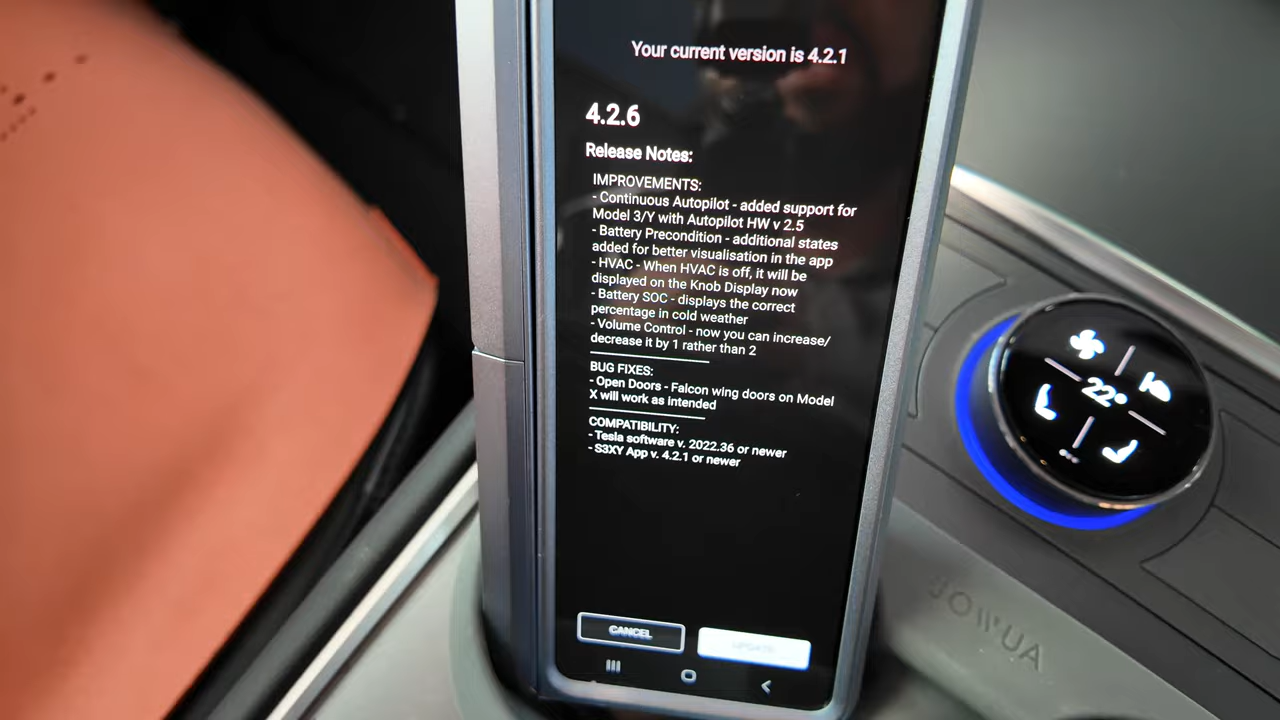 Your current version is 4.2.1
4.2.6
Release Notes:
IMPROVEMENTS:
- Continuous Autopilot - added support for
Model 3/Y with Autopilot HW v 2.5
- Battery Precondition - additional states
added for better visualisation in the app
- HVAC - When HVAC is off, it will be
displayed on the Knob Display now
- Battery SOC - displays the correct
percentage in cold weather
- Volume Control - now you can increase/
decrease it by 1 rather than 2
BUG FIXES:
- Open Doors - Falcon wing doors on Model
X will work as intended
COMPATIBILITY:
- Tesla software v. 2022.36 or newer
- S3XY App v. 4.2.1 or newer
CANCEL
UPDATE
22°
JOWUA